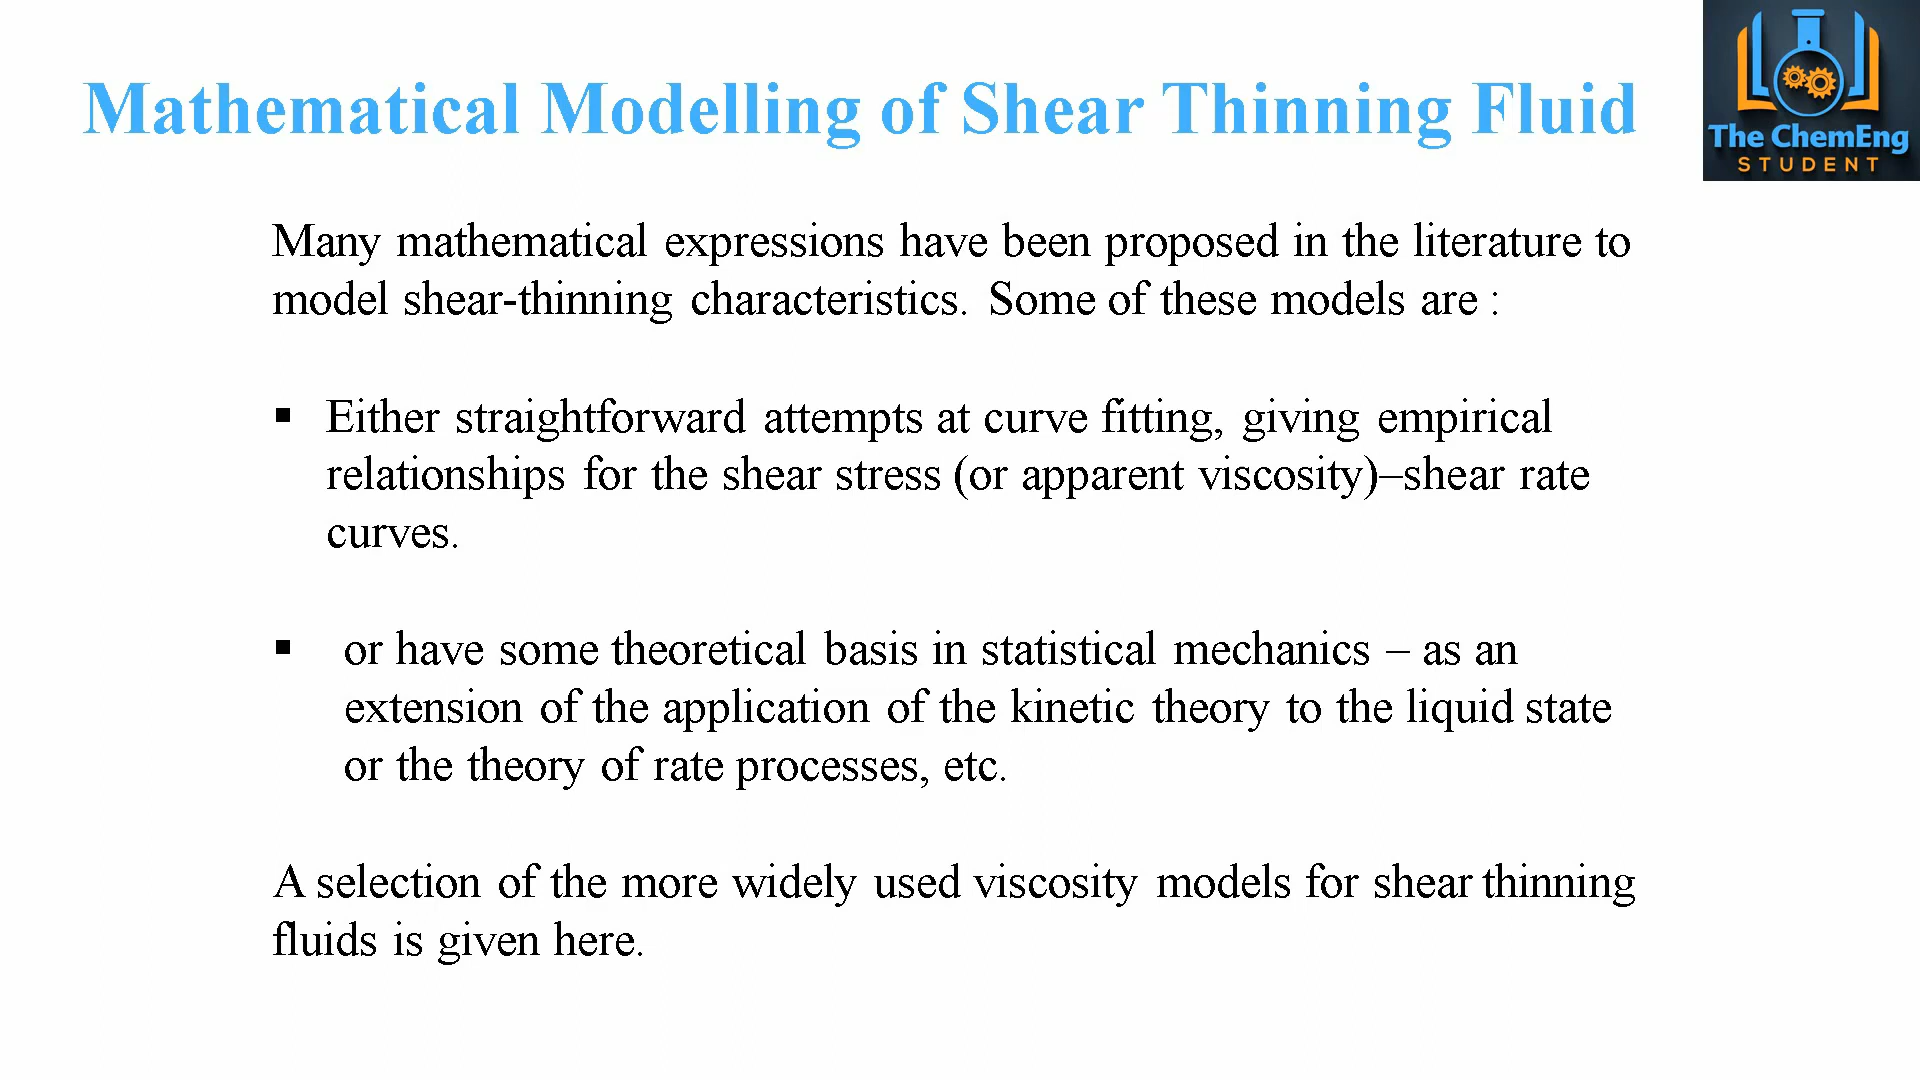 Mathematical Modelling of Shear Thinning Fluid
The ChemEng
STUDENT
Many mathematical expressions have been proposed in the literature to
model shear-thinning characteristics. Some of these models are :
▪ Either straightforward attempts at curve fitting, giving empirical
relationships for the shear stress (or apparent viscosity)–shear rate
curves.
▪ or have some theoretical basis in statistical mechanics – as an
extension of the application of the kinetic theory to the liquid state
or the theory of rate processes, etc.
A selection of the more widely used viscosity models for shear thinning
fluids is given here.